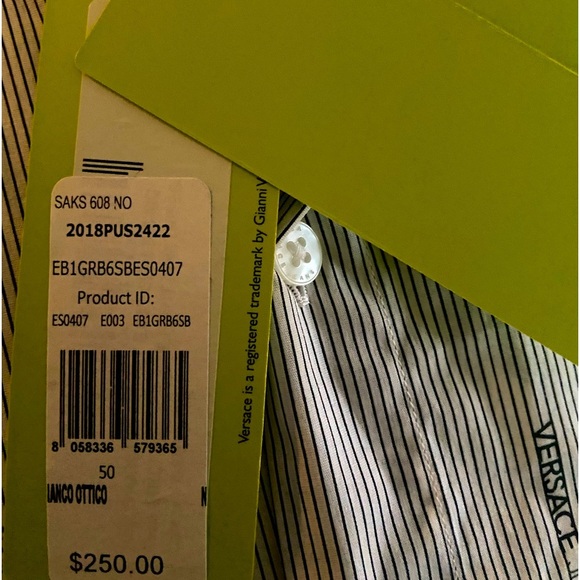 SAKS 608 NO
2018PUS2422
EB1GRB6SBES0407
Product ID:
ES0407 E003 EB1GRB6SB
8 058336 579365
50
IANCO OTTICO N
$250.00
Versace is a registered trademark by Gianni V
VERSACE